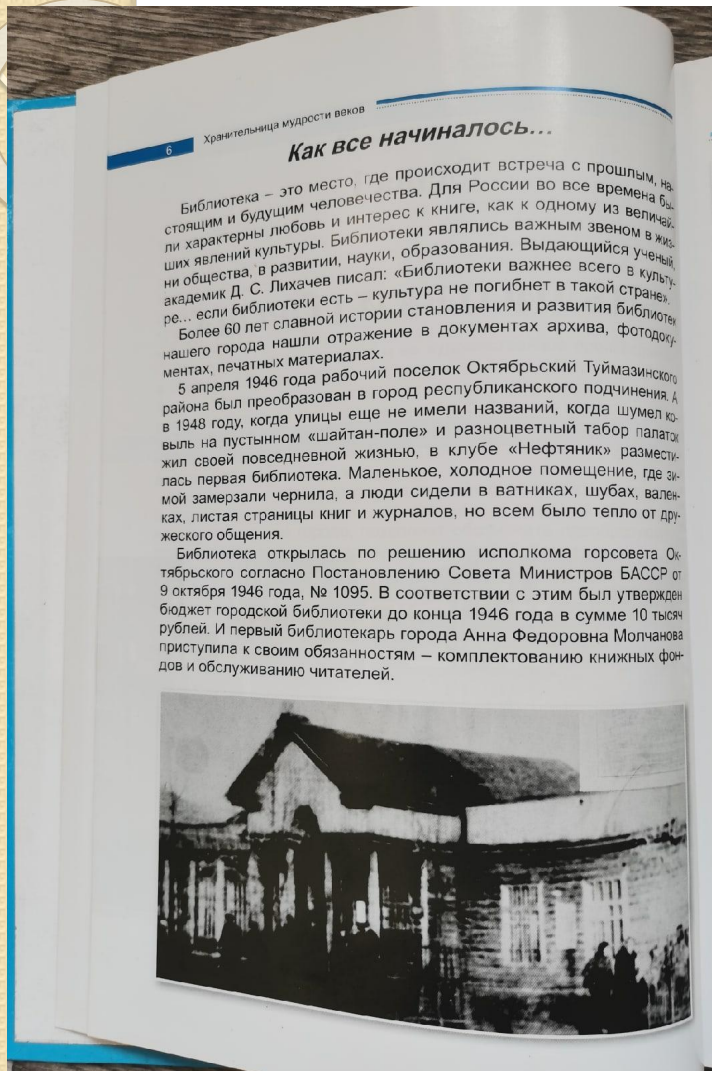 6
Хранительница мудрости веков
Как все начиналось...
Библиотека – это место, где происходит встреча с прошлым, на-
стоящим и будущим человечества. Для России во все времена бы-
ли характерны любовь и интерес к книге, как к одному из величай-
ших явлений культуры. Библиотеки являлись важным звеном в жиз-
ни общества, в развитии, науки, образования. Выдающийся ученый,
академик Д. С. Лихачев писал: «Библиотеки важнее всего в культу-
ре... если библиотеки есть – культура не погибнет в такой стране».
Более 60 лет славной истории становления и развития библиотек
нашего города нашли отражение в документах архива, фотодоку-
ментах, печатных материалах.
5 апреля 1946 года рабочий поселок Октябрьский Туймазинского
района был преобразован в город республиканского подчинения. А
в 1948 году, когда улицы еще не имели названий, когда шумел ко-
выль на пустынном «шайтан-поле» и разноцветный табор палаток
жил своей повседневной жизнью, в клубе «Нефтяник» размести-
лась первая библиотека. Маленькое, холодное помещение, где зи-
мой замерзали чернила, а люди сидели в ватниках, шубах, вален-
ках, листая страницы книг и журналов, но всем было тепло от дру-
жеского общения.
Библиотека открылась по решению исполкома горсовета Ок-
тябрьского согласно Постановлению Совета Министров БАССР от
9 октября 1946 года, № 1095. В соответствии с этим был утвержден
бюджет городской библиотеки до конца 1946 года в сумме 10 тысяч
рублей. И первый библиотекарь города Анна Федоровна Молчанова
приступила к своим обязанностям – комплектованию книжных фон-
дов и обслуживанию читателей.